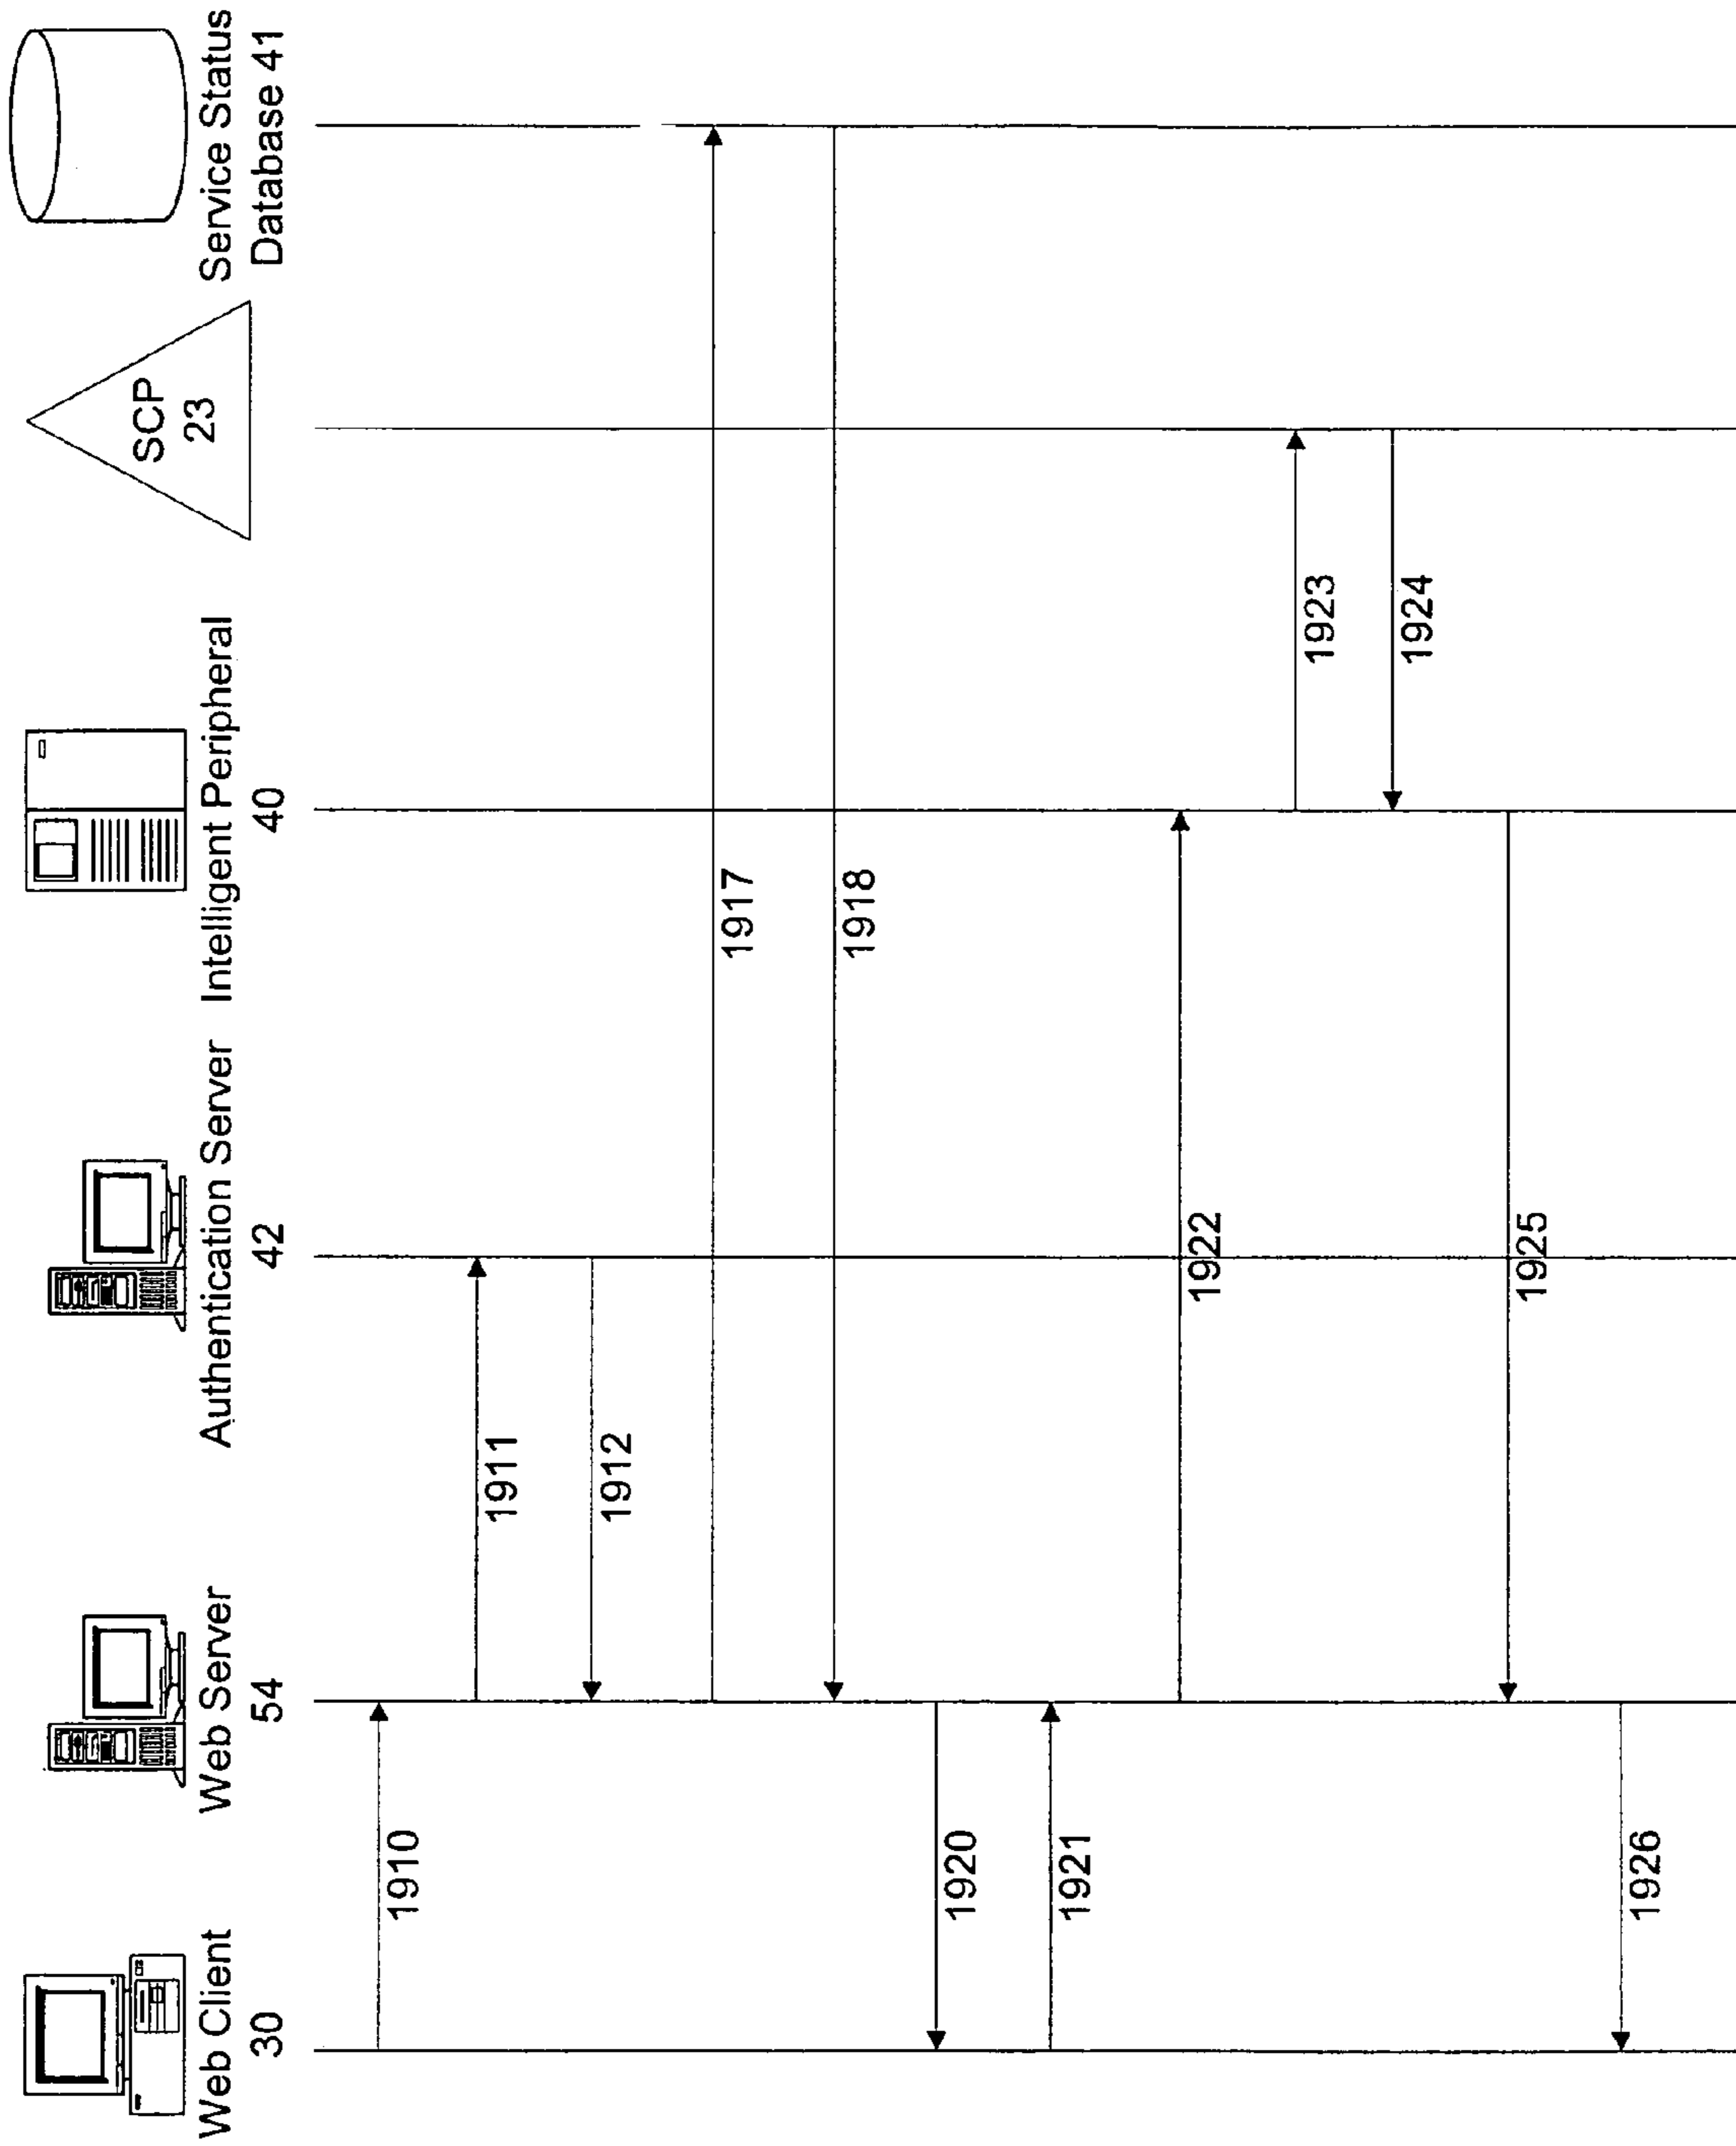 Web Client
30
Web Server
54
Authentication Server
42
Intelligent Peripheral
40
SCP
23
Service Status
Database 41
1910
1911
1912
1917
1918
1920
1921
1922
1923
1924
1925
1926